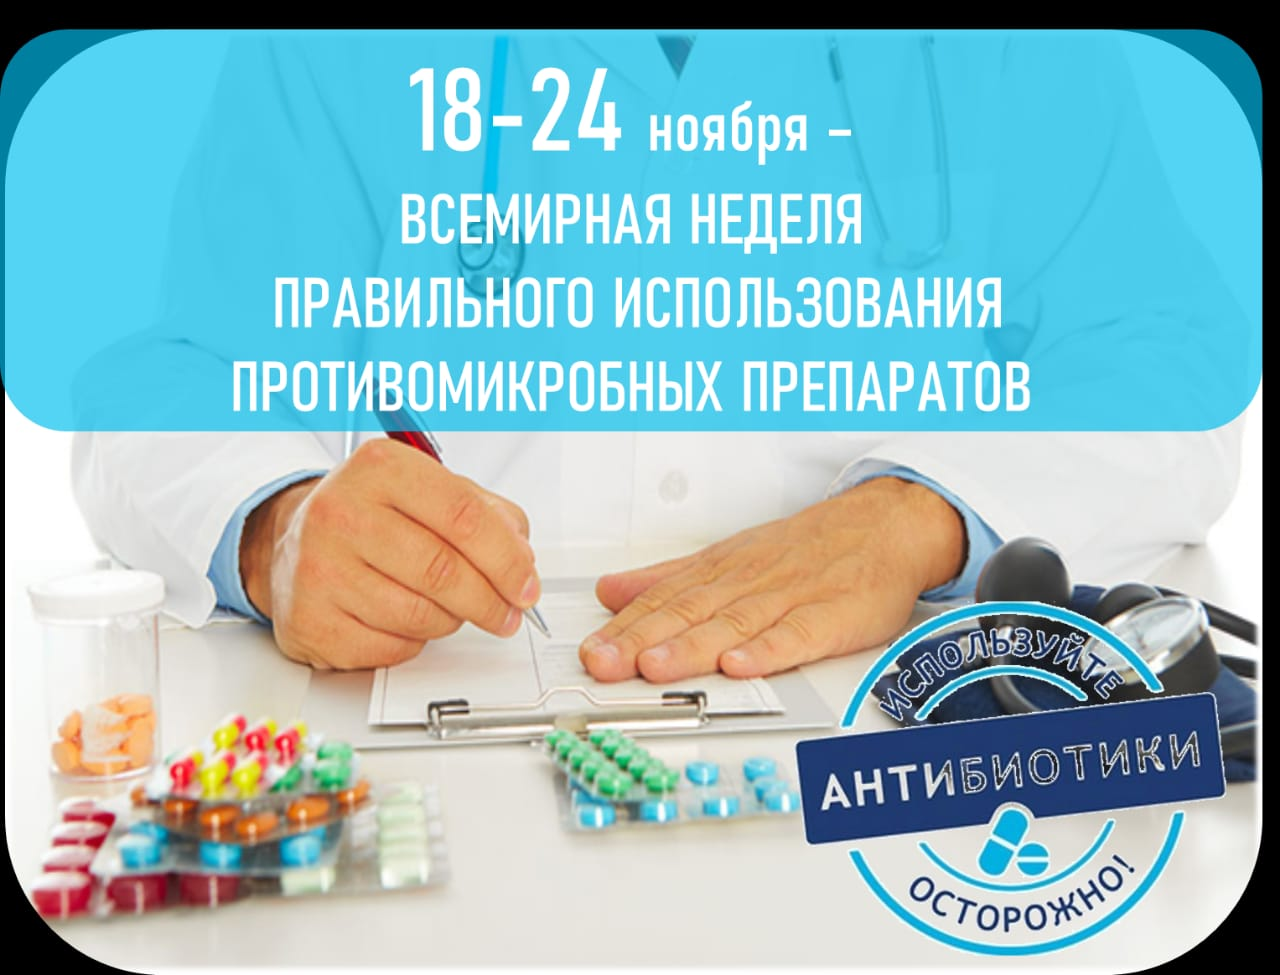 18-24 ноября –
ВСЕМИРНАЯ НЕДЕЛЯ
ПРАВИЛЬНОГО ИСПОЛЬЗОВАНИЯ
ПРОТИВОМИКРОБНЫХ ПРЕПАРАТОВ
ИСПОЛЬЗУЙТЕ
АНТИБИОТИКИ
ОСТОРОЖНО!